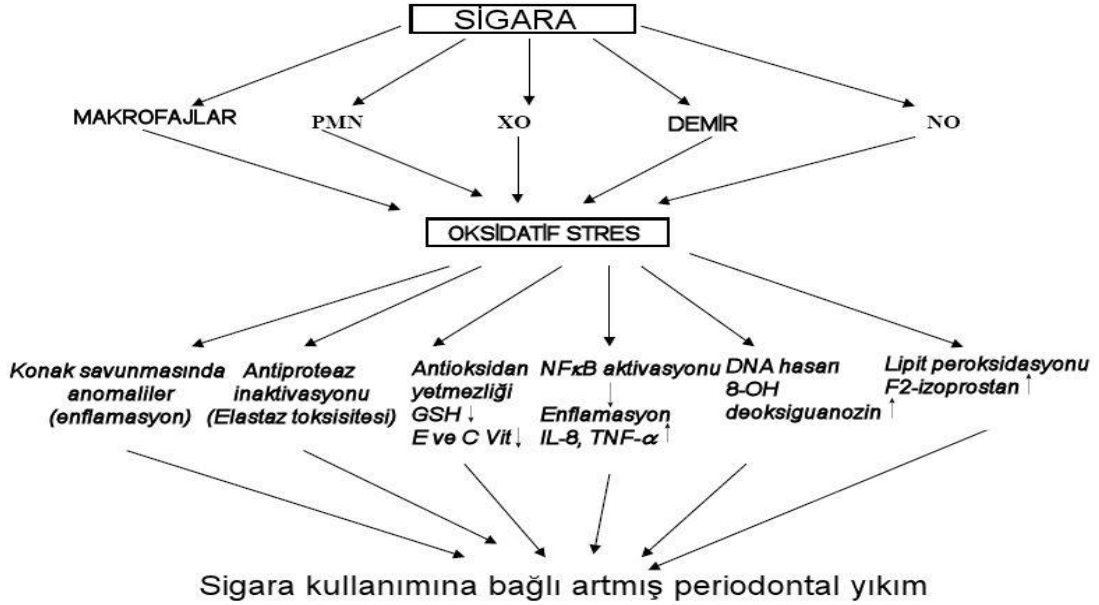 SİGARA
MAKROFAJLAR
PMN
XO
DEMİR
NO
OKSİDATİF STRES
Konak savunmasında
anomaliler
(enflamasyon)
Antiproteaz
inaktivasyonu
(Elastaz toksisitesi)
Antioksidan
yetmezliği
GSH ↓
E ve C Vit ↓
NFκB aktivasyonu
↓
Enflamasyon
IL-8, TNF-α ↑
DNA hasarı
8-OH
deoksiguanozin ↑
Lipit peroksidasyonu
F2-izoprostan ↑
Sigara kullanımına bağlı artmış periodontal yıkım